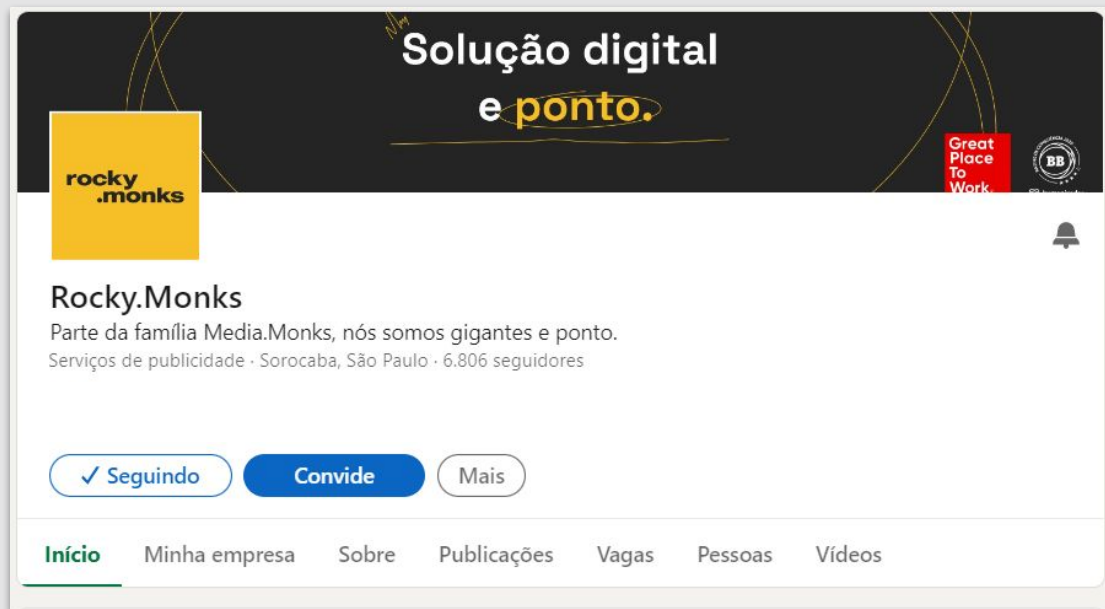 Solução digital
e ponto.
rocky
.monks
Great
Place
To
Work.
BB
Rocky.Monks
Parte da família Media.Monks, nós somos gigantes e ponto.
Serviços de publicidade · Sorocaba, São Paulo · 6.806 seguidores
✓ Seguindo Convide Mais
Início Minha empresa Sobre Publicações Vagas Pessoas Vídeos